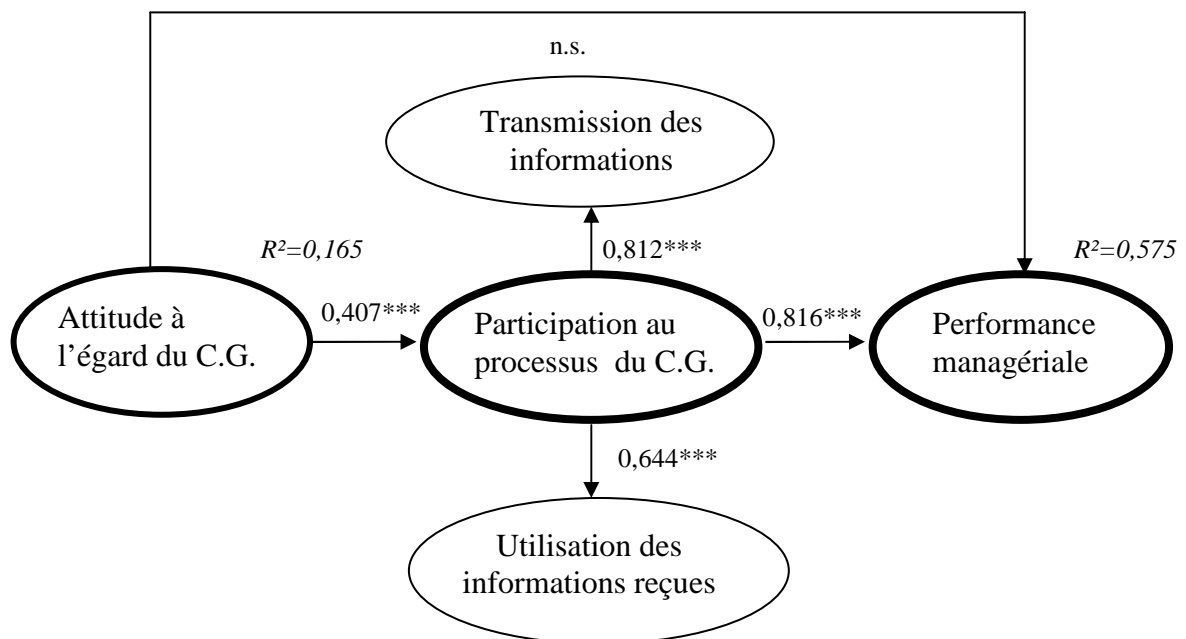 n.s.
Transmission des
informations
R²=0,165
0,812***
R²=0,575
Attitude à
l’égard du C.G.
0,407***
Participation au
processus du C.G.
0,816***
Performance
managériale
0,644***
Utilisation des
informations reçues